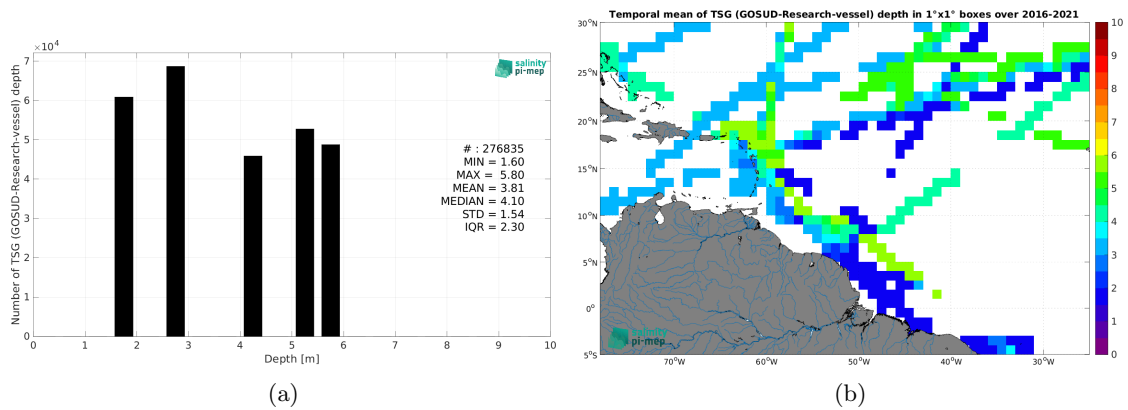 ×10⁴
7
6
5
4
3
2
1
0
Number of TSG (GOSUD-Research-vessel) depth
0 1 2 3 4 5 6 7 8 9 10
Depth [m]
salinity
pi-mep
# : 276835
MIN = 1.60
MAX = 5.80
MEAN = 3.81
MEDIAN = 4.10
STD = 1.54
IQR = 2.30
(a)
Temporal mean of TSG (GOSUD-Research-vessel) depth in 1°x1° boxes over 2016-2021
30°N
25°N
20°N
15°N
10°N
5°N
0°
5°S
70°W 60°W 50°W 40°W 30°W
salinity
pi-mep
10
9
8
7
6
5
4
3
2
1
0
(b)